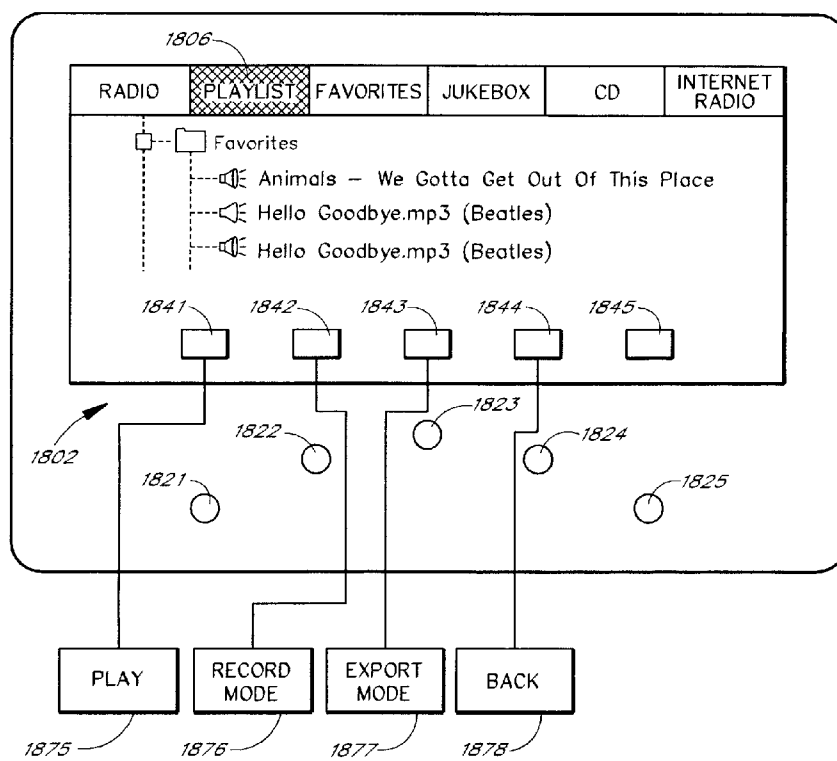 1806
RADIO PLAYLIST FAVORITES JUKEBOX CD INTERNET RADIO
Favorites
Animals – We Gotta Get Out Of This Place
Hello Goodbye.mp3 (Beatles)
Hello Goodbye.mp3 (Beatles)
1841 1842 1843 1844 1845
1823
1802 1822 1824
1821 1825
PLAY RECORD MODE EXPORT MODE BACK
1875 1876 1877 1878